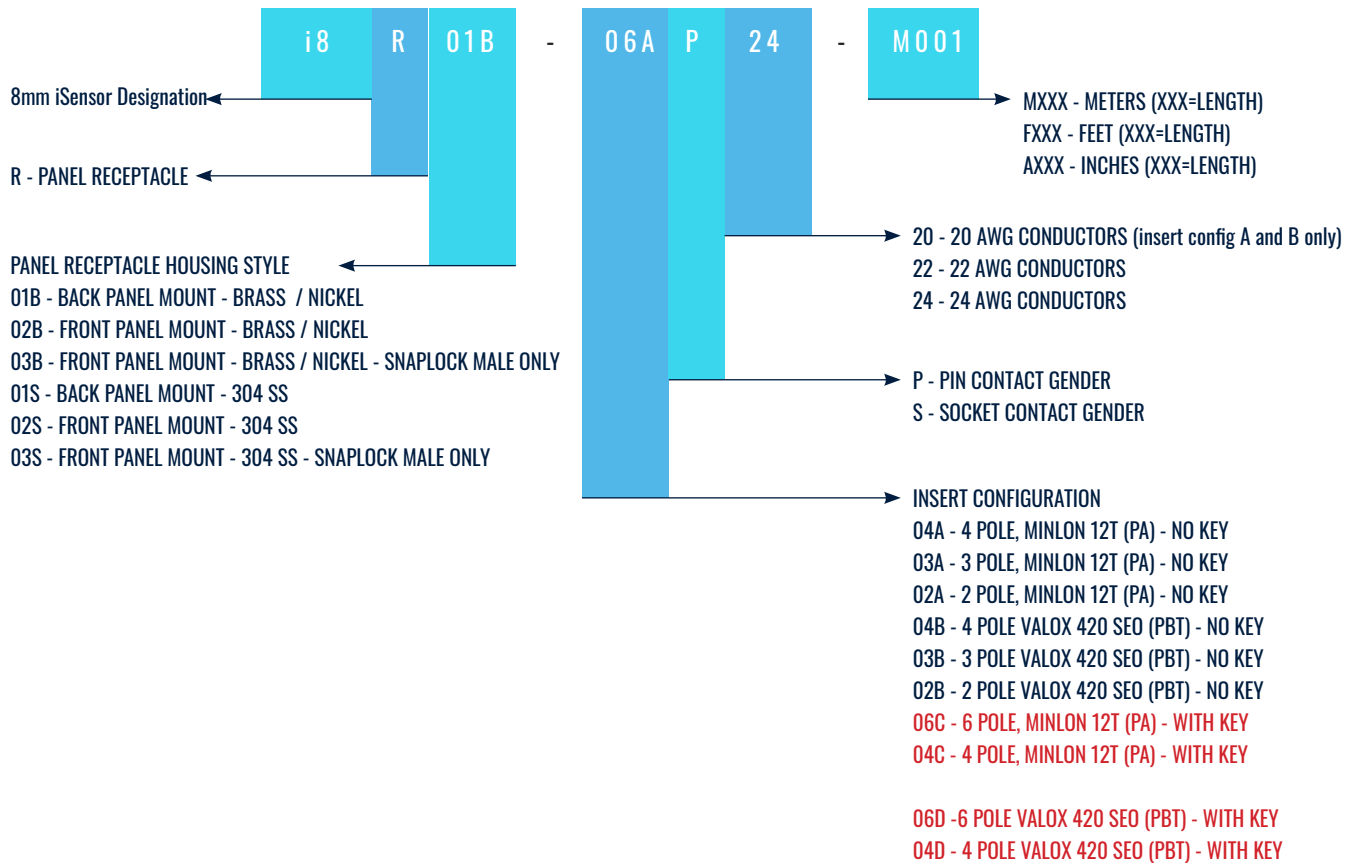 i8 R 01B - 06A P 24 - M001
8mm iSensor Designation
R - PANEL RECEPTACLE
PANEL RECEPTACLE HOUSING STYLE
01B - BACK PANEL MOUNT - BRASS / NICKEL
02B - FRONT PANEL MOUNT - BRASS / NICKEL
03B - FRONT PANEL MOUNT - BRASS / NICKEL - SNAPLOCK MALE ONLY
01S - BACK PANEL MOUNT - 304 SS
02S - FRONT PANEL MOUNT - 304 SS
03S - FRONT PANEL MOUNT - 304 SS - SNAPLOCK MALE ONLY
MXXX - METERS (XXX=LENGTH)
FXXX - FEET (XXX=LENGTH)
AXXX - INCHES (XXX=LENGTH)
20 - 20 AWG CONDUCTORS (insert config A and B only)
22 - 22 AWG CONDUCTORS
24 - 24 AWG CONDUCTORS
P - PIN CONTACT GENDER
S - SOCKET CONTACT GENDER
INSERT CONFIGURATION
04A - 4 POLE, MINLON 12T (PA) - NO KEY
03A - 3 POLE, MINLON 12T (PA) - NO KEY
02A - 2 POLE, MINLON 12T (PA) - NO KEY
04B - 4 POLE VALOX 420 SEO (PBT) - NO KEY
03B - 3 POLE VALOX 420 SEO (PBT) - NO KEY
02B - 2 POLE VALOX 420 SEO (PBT) - NO KEY
06C - 6 POLE, MINLON 12T (PA) - WITH KEY
04C - 4 POLE, MINLON 12T (PA) - WITH KEY
06D -6 POLE VALOX 420 SEO (PBT) - WITH KEY
04D - 4 POLE VALOX 420 SEO (PBT) - WITH KEY